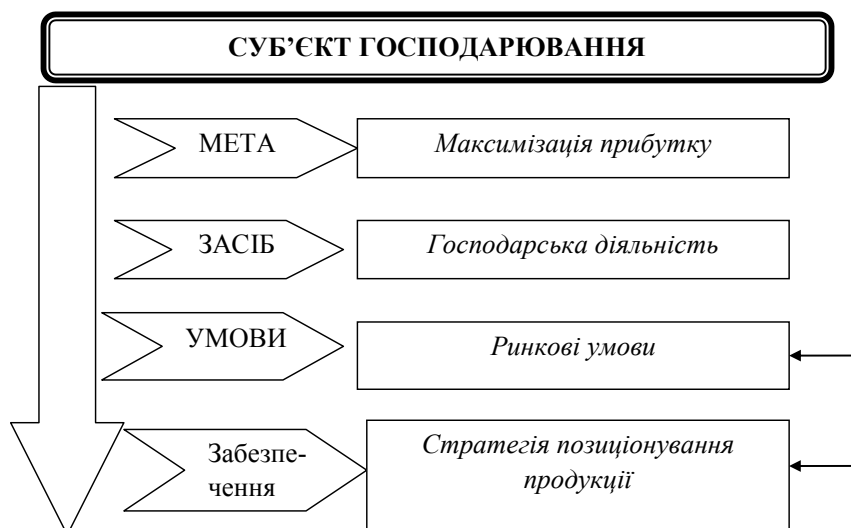 СУБ’ЄКТ ГОСПОДАРЮВАННЯ
МЕТА
Максимізація прибутку
ЗАСІБ
Господарська діяльність
УМОВИ
Ринкові умови
Забезпе-
чення
Стратегія позиціонування
продукції